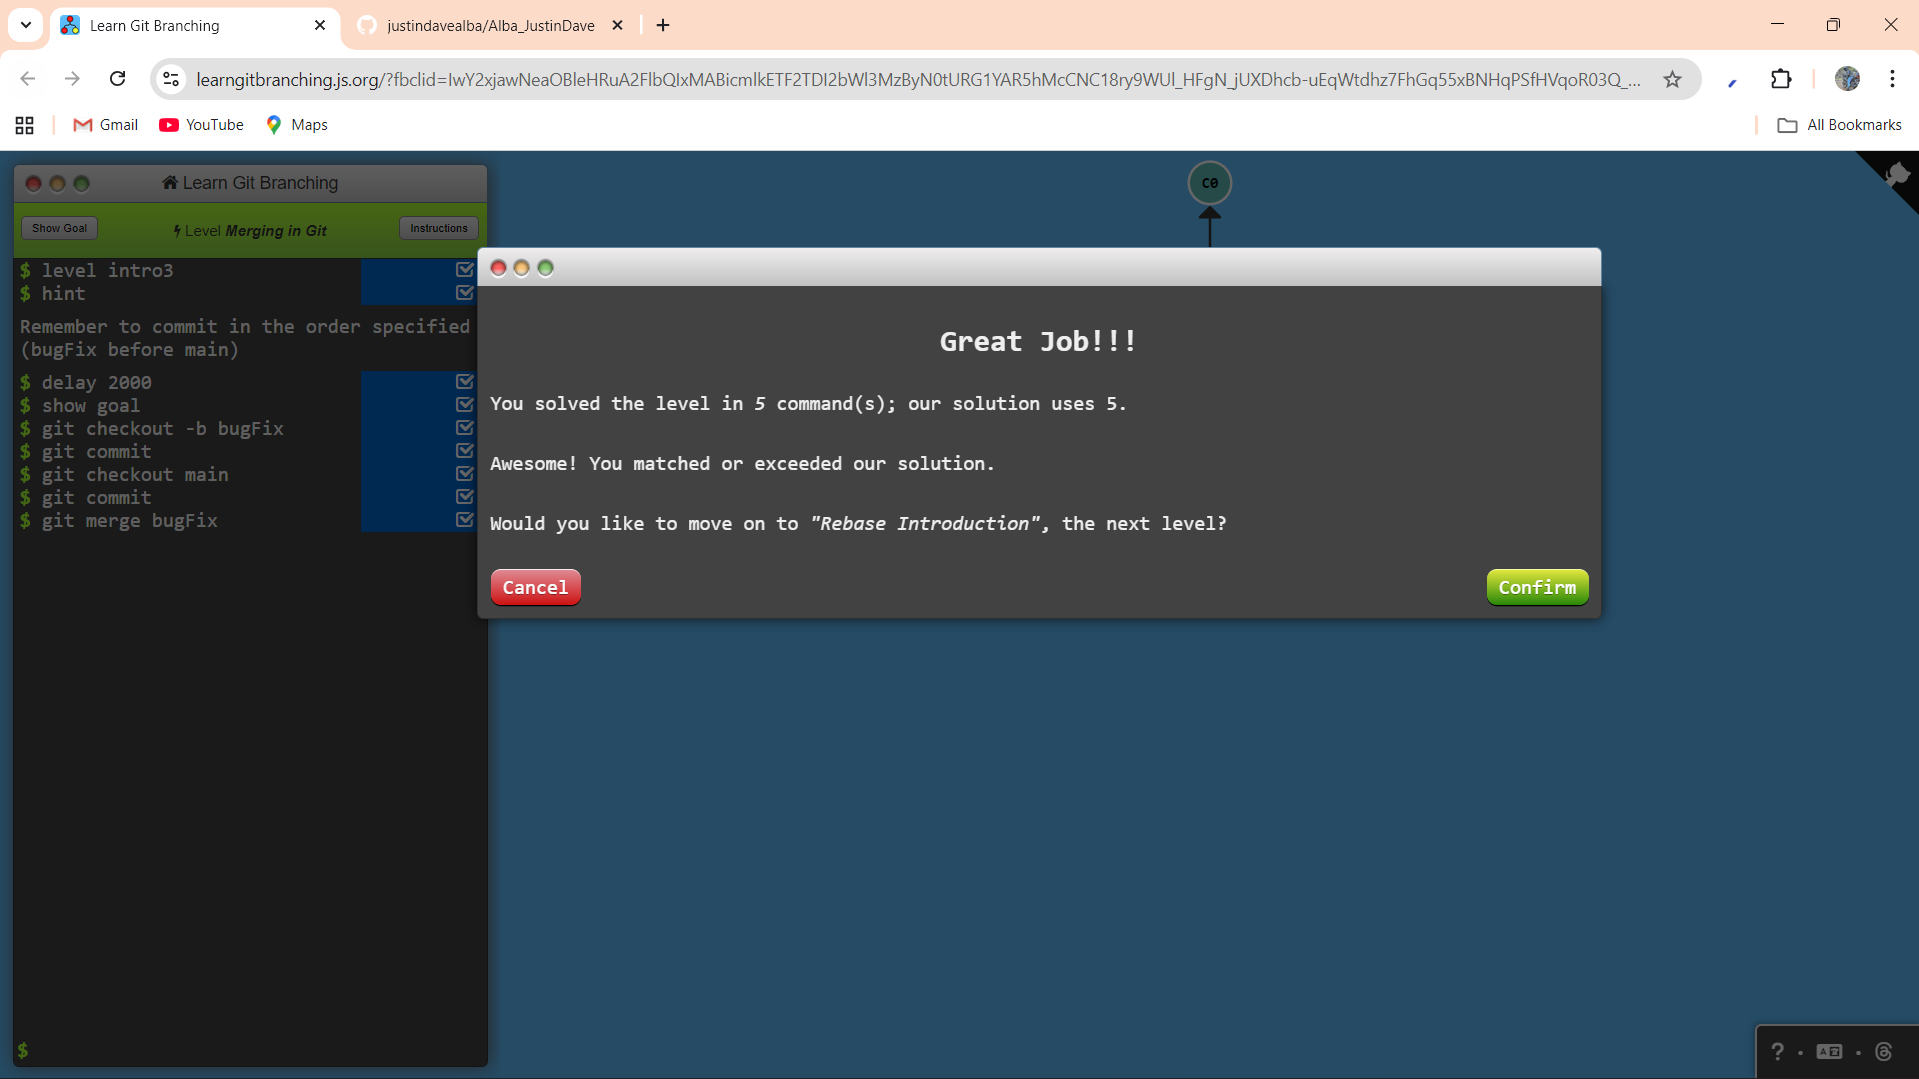 Learn Git Branching
justindavealba/Alba_JustinDave
learngitbranching.js.org/?fbclid=IwY2xjawNeaOBleHRuA2FlbQIxMABicmlkETF2TDI2bWl3MzByN0tURG1YAR5hMcCNC18ry9WUl_HFgN_jUXDhcb-uEqWtdhz7FhGq55xBNHqPSfHVqoR03Q_...
Gmail
YouTube
Maps
All Bookmarks
Learn Git Branching
Show Goal
Level Merging in Git
Instructions
$ level intro3
$ hint
Remember to commit in the order specified
(bugFix before main)
$ delay 2000
$ show goal
$ git checkout -b bugFix
$ git commit
$ git checkout main
$ git commit
$ git merge bugFix
$
C0
Great Job!!!
You solved the level in 5 command(s); our solution uses 5.
Awesome! You matched or exceeded our solution.
Would you like to move on to "Rebase Introduction", the next level?
Cancel
Confirm
?